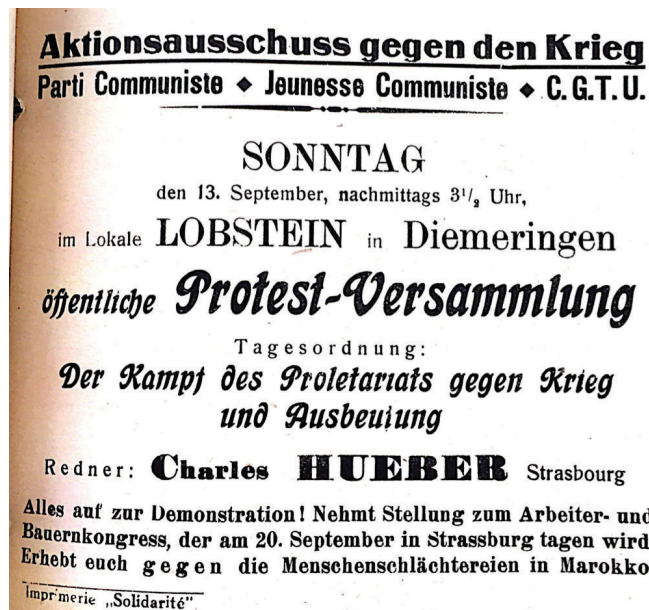 Aktionsausschuss gegen den Krieg
Parti Communiste ◆ Jeunesse Communiste ◆ C.G.T.U.
SONNTAG
den 13. September, nachmittags 3½ Uhr,
im Lokale LOBSTEIN in Diemeringen
öffentliche Protest-Versammlung
Tagesordnung:
Der Kampf des Proletariats gegen Krieg
und Ausbeutung
Redner: Charles HUEBER Strasbourg
Alles auf zur Demonstration! Nehmt Stellung zum Arbeiter- und
Bauernkongress, der am 20. September in Strassburg tagen wird
Erhebt euch gegen die Menschenschlächtereien in Marokko
Imprimerie „Solidarité"